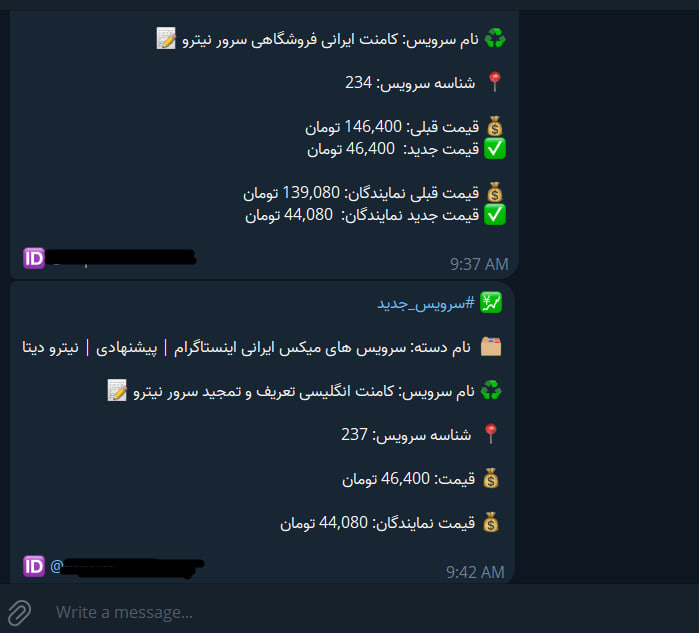 نام سرویس: کامنت ایرانی فروشگاهی سرور نیترو
شناسه سرویس: 234
قیمت قبلی: 146,400 تومان
قیمت جدید: 46,400 تومان
قیمت قبلی نمایندگان: 139,080 تومان
قیمت جدید نمایندگان: 44,080 تومان
ID
9:37 AM
#سرویس_جدید
نام دسته: سرویس های میکس ایرانی اینستاگرام | پیشنهادی | نیترو دیتا
نام سرویس: کامنت انگلیسی تعریف و تمجید سرور نیترو
شناسه سرویس: 237
قیمت: 46,400 تومان
قیمت نمایندگان: 44,080 تومان
ID @
9:42 AM
Write a message...